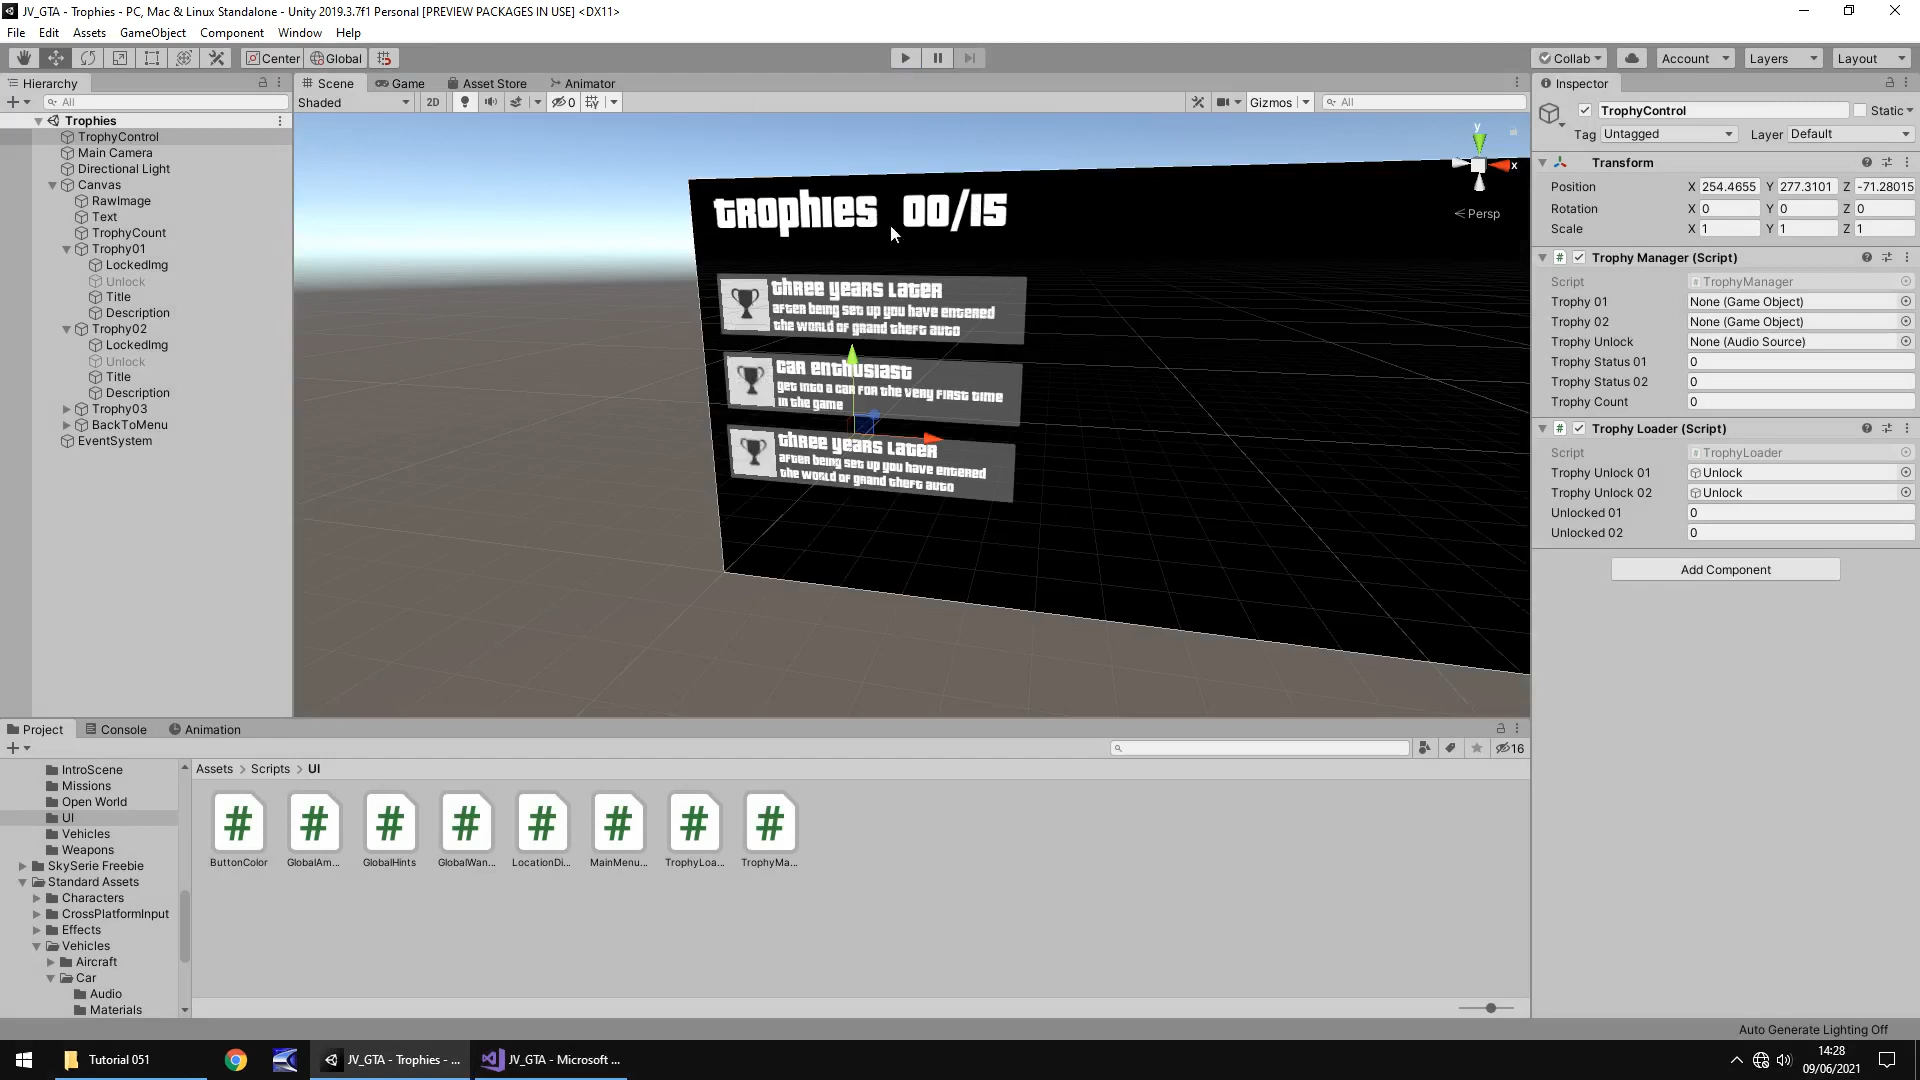 JV_GTA - Trophies - PC, Mac & Linux Standalone - Unity 2019.3.7f1 Personal [PREVIEW PACKAGES IN USE] <DX11>
File Edit Assets GameObject Component Window Help
Center Global Collab Account Layers Layout
Hierarchy
All
Trophies
TrophyControl
Main Camera
Directional Light
Canvas
RawImage
Text
TrophyCount
Trophy01
LockedImg
Unlock
Title
Description
Trophy02
LockedImg
Unlock
Title
Description
Trophy03
BackToMenu
EventSystem
Scene Game Asset Store Animator
Shaded 2D 0 Gizmos All
y
x
Persp
Trophies 00/15
Three Years Later
After being set up you have entered
the world of grand theft auto
Car Enthusiast
Get into a car for the very first time
in the game
Three Years Later
After being set up you have entered
the world of grand theft auto
Inspector
TrophyControl Static
Tag Untagged Layer Default
Transform
Position X 254.4655 Y 277.3101 Z -71.28015
Rotation X 0 Y 0 Z 0
Scale X 1 Y 1 Z 1
Trophy Manager (Script)
Script TrophyManager
Trophy 01 None (Game Object)
Trophy 02 None (Game Object)
Trophy Unlock None (Audio Source)
Trophy Status 01 0
Trophy Status 02 0
Trophy Count 0
Trophy Loader (Script)
Script TrophyLoader
Trophy Unlock 01 Unlock
Trophy Unlock 02 Unlock
Unlocked 01 0
Unlocked 02 0
Add Component
Project Console Animation
16
IntroScene
Missions
Open World
UI
Vehicles
Weapons
SkySerie Freebie
Standard Assets
Characters
CrossPlatformInput
Effects
Vehicles
Aircraft
Car
Audio
Materials
Assets > Scripts > UI
# # # # # # # #
ButtonColor GlobalAm... GlobalHints GlobalWan... LocationDi... MainMenu... TrophyLoa... TrophyMa...
Auto Generate Lighting Off
Tutorial 051
JV_GTA - Trophies - ...
JV_GTA - Microsoft ...
14:28
09/06/2021